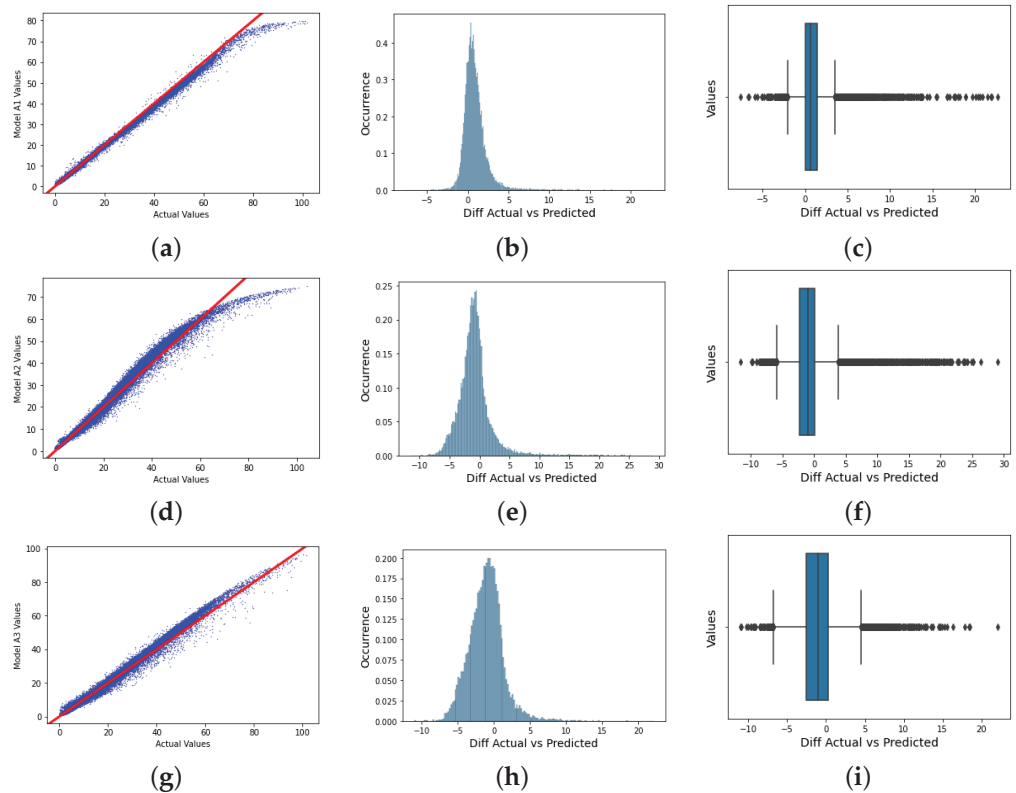 80
70
60
50
40
30
20
10
0
Model A1 Values
0 20 40 60 80 100
Actual Values
(a)
0.4
0.3
0.2
0.1
0.0
Occurrence
−5 0 5 10 15 20
Diff Actual vs Predicted
(b)
Values
−5 0 5 10 15 20
Diff Actual vs Predicted
(c)
70
60
50
40
30
20
10
0
Model A2 Values
0 20 40 60 80 100
Actual Values
(d)
0.25
0.20
0.15
0.10
0.05
0.00
Occurrence
−10 −5 0 5 10 15 20 25 30
Diff Actual vs Predicted
(e)
Values
−10 −5 0 5 10 15 20 25 30
Diff Actual vs Predicted
(f)
100
80
60
40
20
0
Model A3 Values
0 20 40 60 80 100
Actual Values
(g)
0.200
0.175
0.150
0.125
0.100
0.075
0.050
0.025
0.000
Occurrence
−10 −5 0 5 10 15 20
Diff Actual vs Predicted
(h)
Values
−10 −5 0 5 10 15 20
Diff Actual vs Predicted
(i)